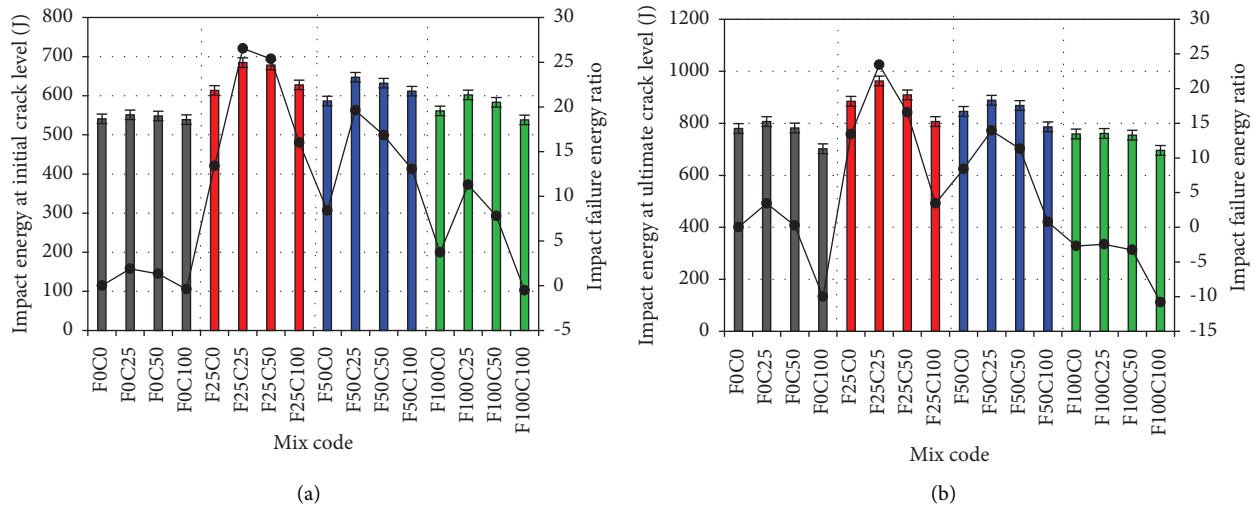 Impact energy at initial crack level (J)
800
700
600
500
400
300
200
100
0
30
25
20
15
10
5
0
-5
Impact failure energy ratio
F0C0
F0C25
F0C50
F0C100
F25C0
F25C25
F25C50
F25C100
F50C0
F50C25
F50C50
F50C100
F100C0
F100C25
F100C50
F100C100
Mix code
(a)
Impact energy at ultimate crack level (J)
1200
1000
800
600
400
200
0
30
25
20
15
10
5
0
-5
-10
-15
Impact failure energy ratio
F0C0
F0C25
F0C50
F0C100
F25C0
F25C25
F25C50
F25C100
F50C0
F50C25
F50C50
F50C100
F100C0
F100C25
F100C50
F100C100
Mix code
(b)